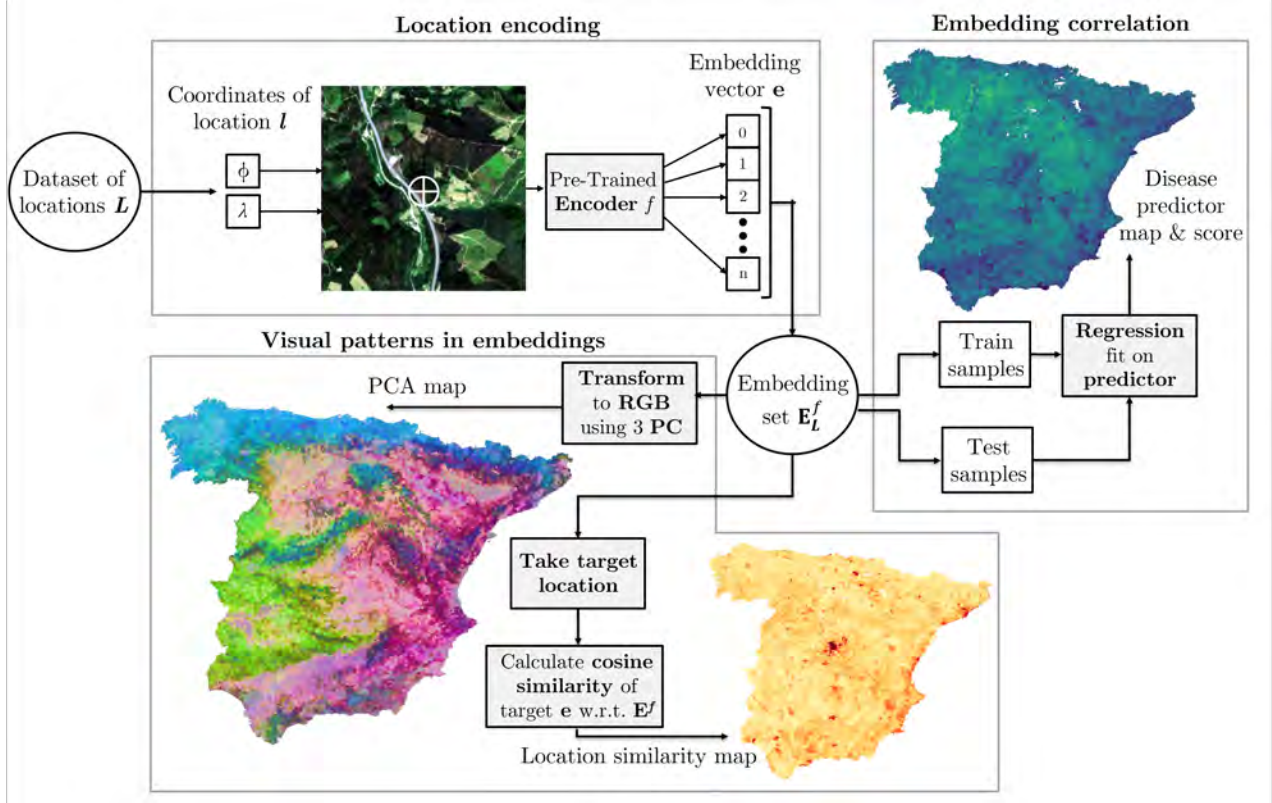 Location encoding
Embedding correlation
Dataset of
locations L
Coordinates of
location l
ϕ
λ
Pre-Trained
Encoder f
Embedding
vector e
0
1
2
n
Disease
predictor
map & score
Train
samples
Regression
fit on
predictor
Test
samples
Embedding
set E_L^f
Visual patterns in embeddings
PCA map
Transform
to RGB
using 3 PC
Take target
location
Calculate cosine
similarity of
target e w.r.t. E^f
Location similarity map